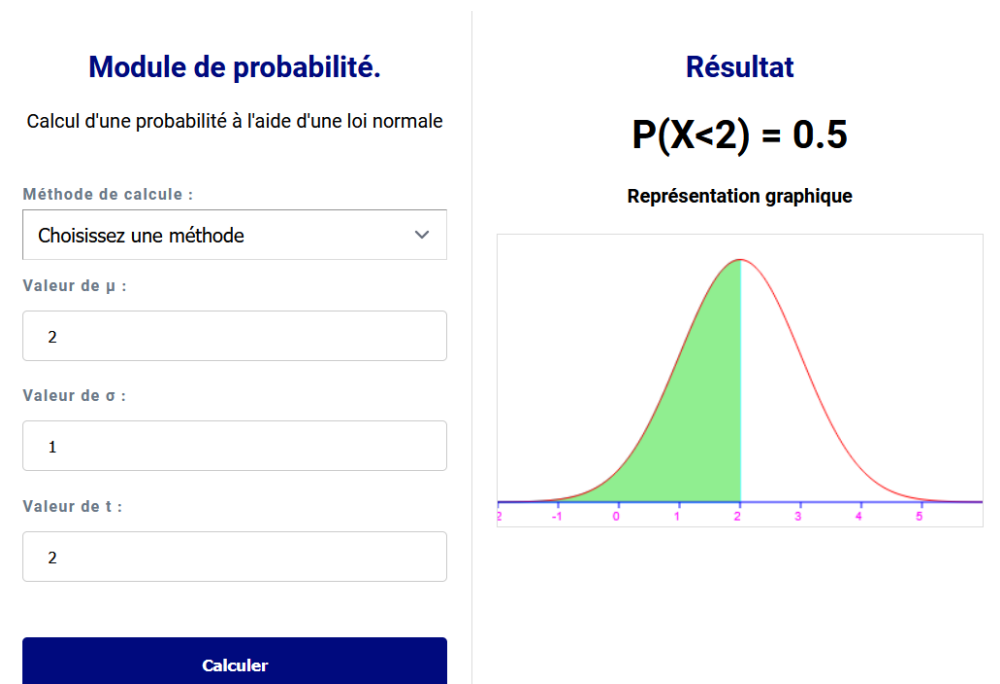 Module de probabilité.
Calcul d'une probabilité à l'aide d'une loi normale
Méthode de calcule :
Choisissez une méthode
Valeur de µ :
2
Valeur de σ :
1
Valeur de t :
2
Calculer
Résultat
P(X<2) = 0.5
Représentation graphique
2 -1 0 1 2 3 4 5